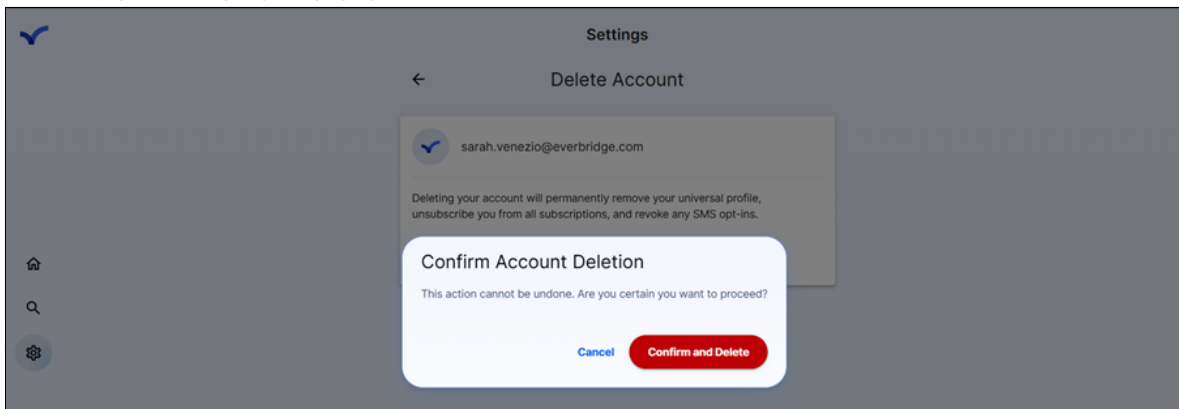 Settings
Delete Account
sarah.venezio@everbridge.com
Deleting your account will permanently remove your universal profile,
unsubscribe you from all subscriptions, and revoke any SMS opt-ins.
Confirm Account Deletion
This action cannot be undone. Are you certain you want to proceed?
Cancel Confirm and Delete